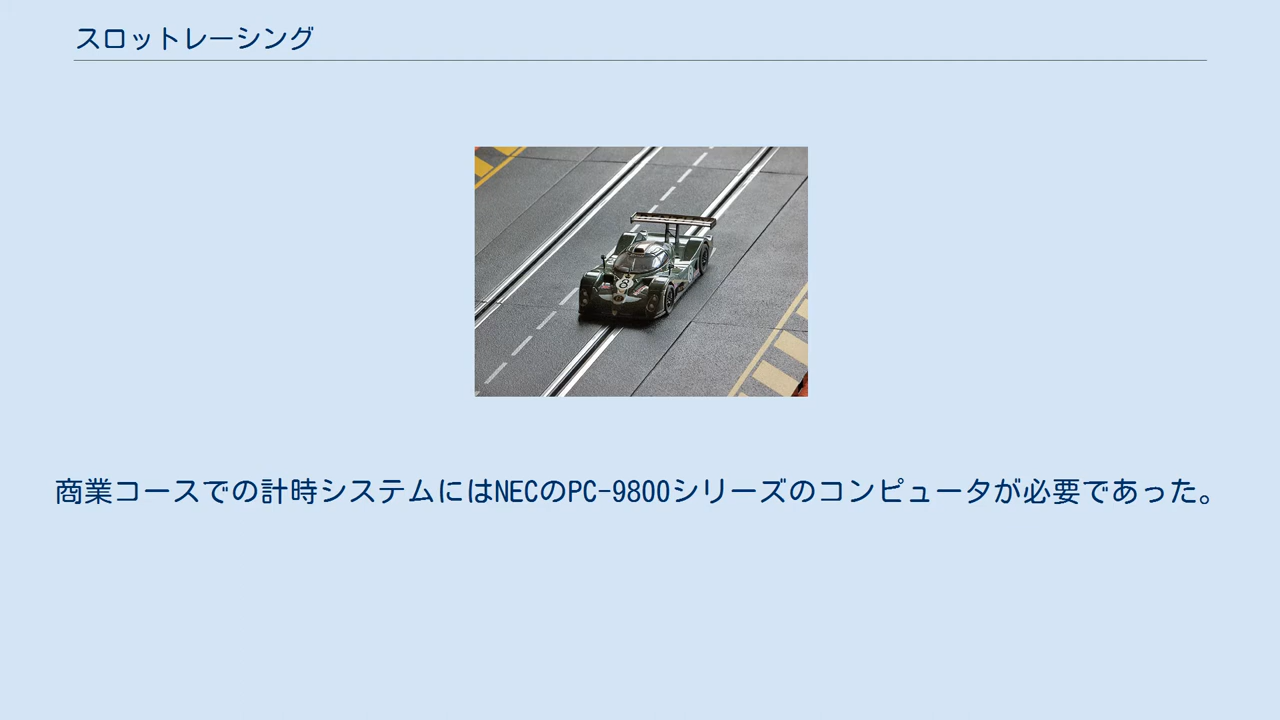 スロットレーシング
商業コースでの計時システムにはNECのPC-9800シリーズのコンピュータが必要であった。